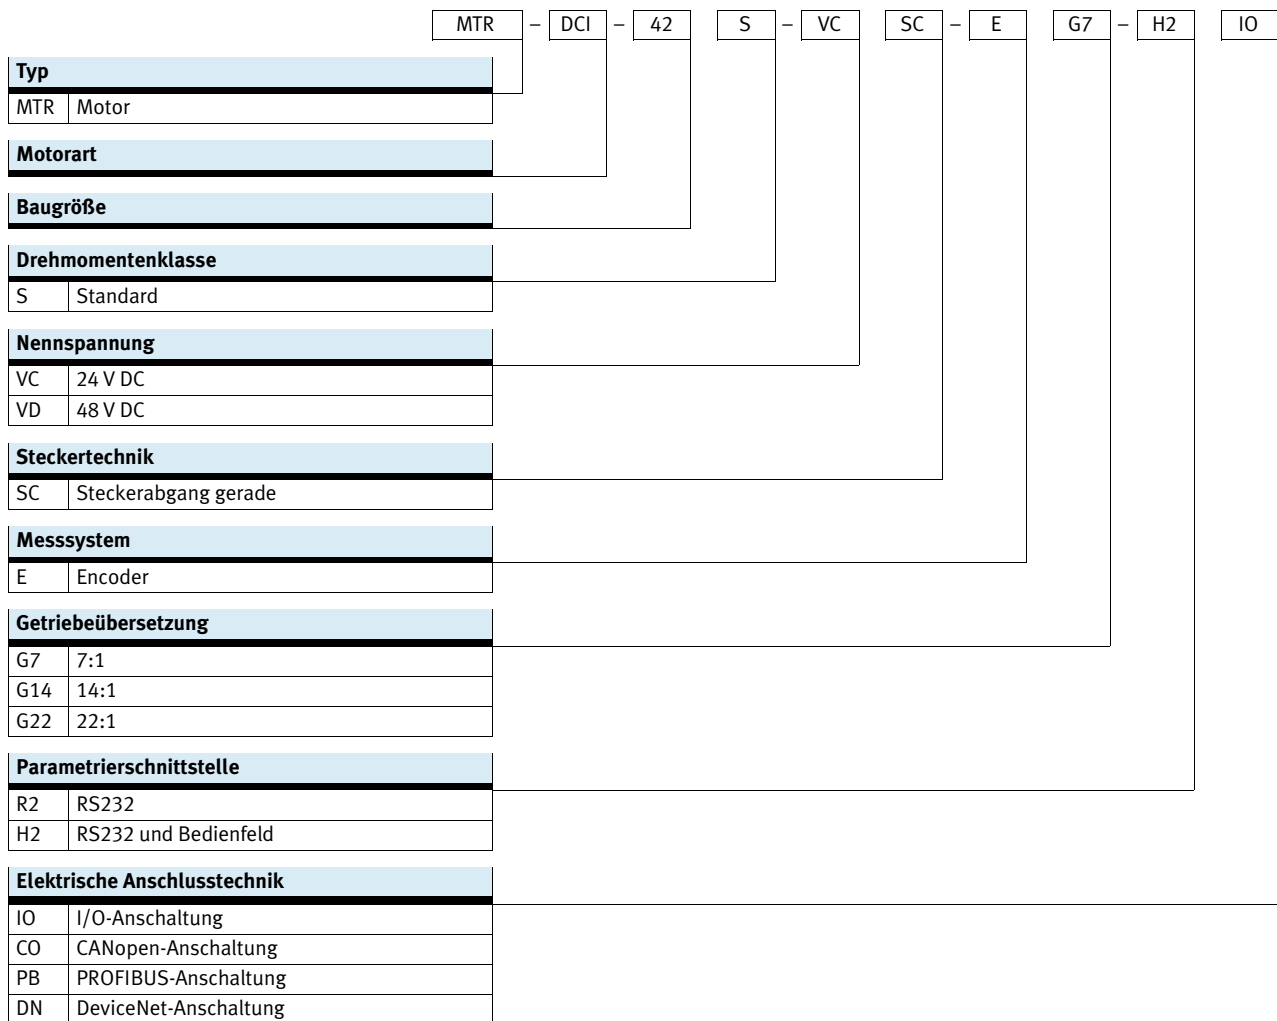 MTR – DCI – 42 S – VC SC – E G7 – H2 IO
Typ
MTR Motor
Motorart
Baugröße
Drehmomentenklasse
S Standard
Nennspannung
VC 24 V DC
VD 48 V DC
Steckertechnik
SC Steckerabgang gerade
Messsystem
E Encoder
Getriebeübersetzung
G7 7:1
G14 14:1
G22 22:1
Parametrierschnittstelle
R2 RS232
H2 RS232 und Bedienfeld
Elektrische Anschlusstechnik
IO I/O-Anschaltung
CO CANopen-Anschaltung
PB PROFIBUS-Anschaltung
DN DeviceNet-Anschaltung